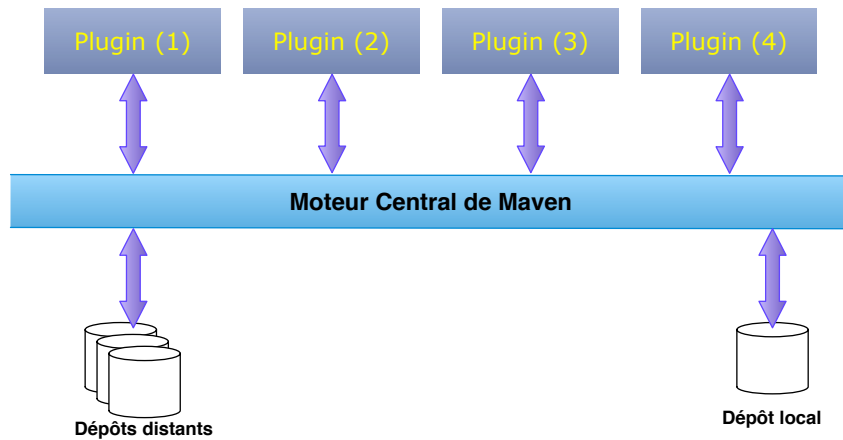 Plugin (1)
Plugin (2)
Plugin (3)
Plugin (4)
Moteur Central de Maven
Dépôts distants
Dépôt local